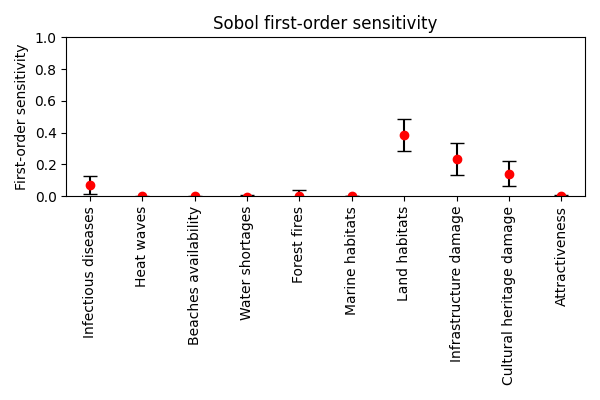 Sobol first-order sensitivity
First-order sensitivity
1.0
0.8
0.6
0.4
0.2
0.0
Infectious diseases
Heat waves
Beaches availability
Water shortages
Forest fires
Marine habitats
Land habitats
Infrastructure damage
Cultural heritage damage
Attractiveness